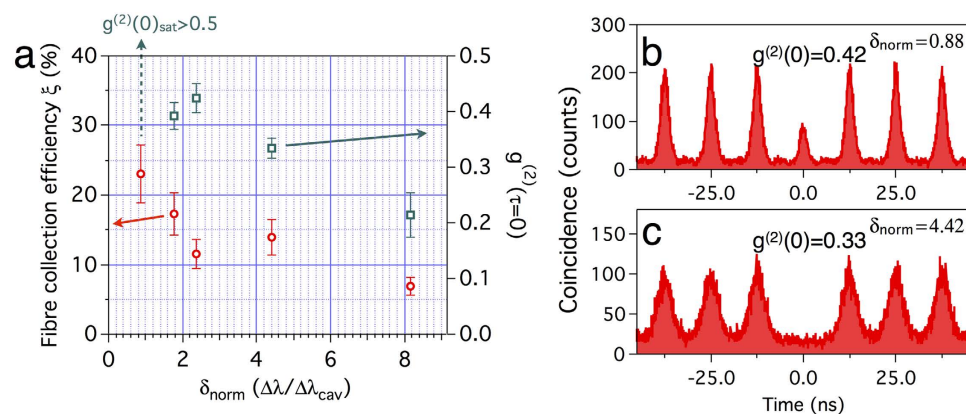 g⁽²⁾(0)sat>0.5
a
Fibre collection efficiency ξ (%)
40
30
20
10
0
0
2
4
6
8
δnorm (Δλ/Δλcav)
0.5
0.4
0.3
0.2
0.1
0.0
g⁽²⁾(τ=0)
b
g⁽²⁾(0)=0.42
δnorm=0.88
300
200
100
0
-25.0
0.0
25.0
Coincidence (counts)
c
g⁽²⁾(0)=0.33
δnorm=4.42
150
100
50
0
-25.0
0.0
25.0
Time (ns)